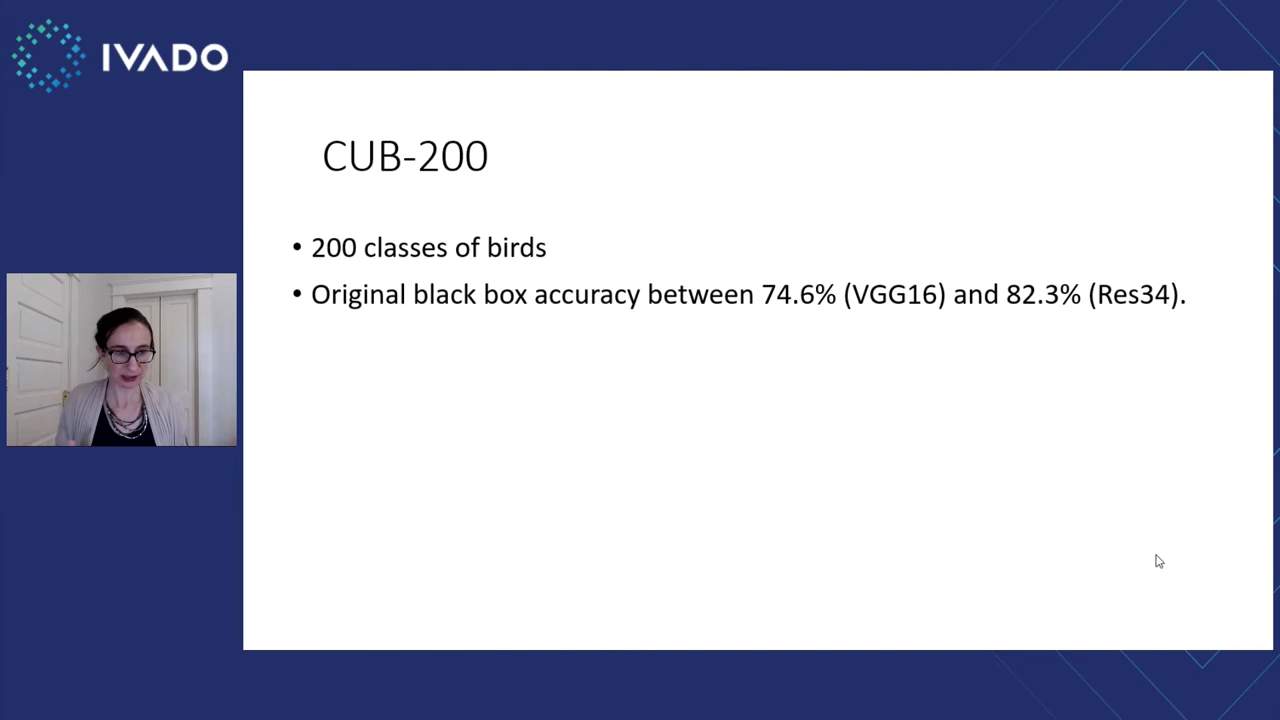 IVADO
CUB-200
• 200 classes of birds
• Original black box accuracy between 74.6% (VGG16) and 82.3% (Res34).